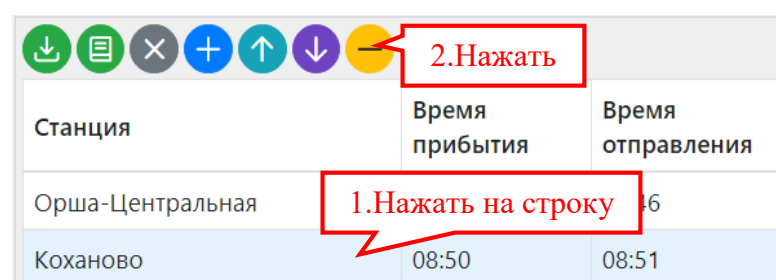 2.Нажать
Станция
Время
прибытия
Время
отправления
Орша-Центральная
1.Нажать на строку
46
Коханово 08:50 08:51